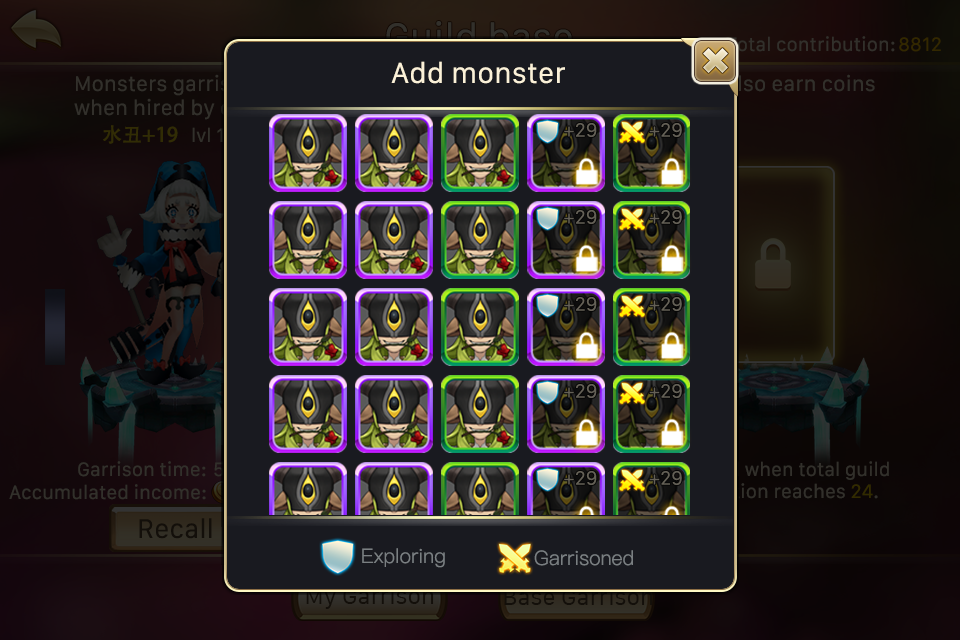 Guild base
otal contribution: 8812
Add monster
Monsters garris
lso earn coins
when hired by
水丑+19 lvl 1
+29 +29
+29 +29
+29 +29
+29 +29
+29 +29
Garrison time: 5
when total guild
Accumulated income:
ion reaches 24.
Recall
Exploring Garrisoned
My Garrison Base Garrison